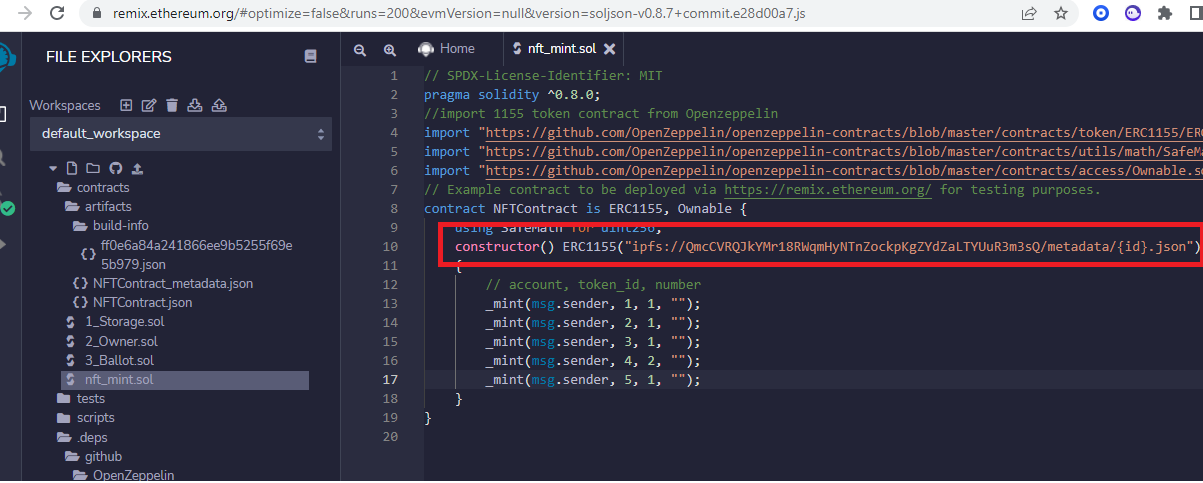 remix.ethereum.org/#optimize=false&runs=200&evmVersion=null&version=soljson-v0.8.7+commit.e28d00a7.js
FILE EXPLORERS
Workspaces
default_workspace
contracts
artifacts
build-info
ff0e6a84a241866ee9b5255f69e
5b979.json
NFTContract_metadata.json
NFTContract.json
1_Storage.sol
2_Owner.sol
3_Ballot.sol
nft_mint.sol
tests
scripts
.deps
github
OpenZeppelin
Home
nft_mint.sol
1 // SPDX-License-Identifier: MIT
2 pragma solidity ^0.8.0;
3 //import 1155 token contract from Openzeppelin
4 import "https://github.com/OpenZeppelin/openzeppelin-contracts/blob/master/contracts/token/ERC1155/ERC
5 import "https://github.com/OpenZeppelin/openzeppelin-contracts/blob/master/contracts/utils/math/SafeMa
6 import "https://github.com/OpenZeppelin/openzeppelin-contracts/blob/master/contracts/access/Ownable.so
7 // Example contract to be deployed via https://remix.ethereum.org/ for testing purposes.
8 contract NFTContract is ERC1155, Ownable {
9 using SafeMath for uint256;
10 constructor() ERC1155("ipfs://QmcCVRQJkYMr18RWqmHyNTnZockpKgZYdZaLTYUuR3m3sQ/metadata/{id}.json")
11 {
12 // account, token_id, number
13 _mint(msg.sender, 1, 1, "");
14 _mint(msg.sender, 2, 1, "");
15 _mint(msg.sender, 3, 1, "");
16 _mint(msg.sender, 4, 2, "");
17 _mint(msg.sender, 5, 1, "");
18 }
19 }
20